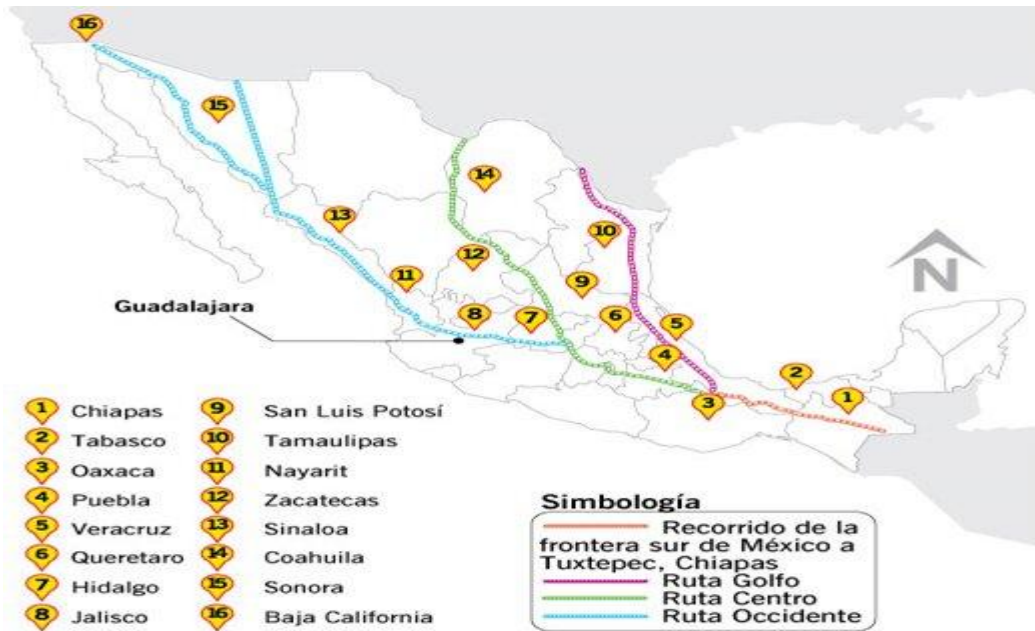 16
15
14
13
10
12
11
9
Guadalajara
8
7
6
5
4
2
3
1
N
1 Chiapas
2 Tabasco
3 Oaxaca
4 Puebla
5 Veracruz
6 Queretaro
7 Hidalgo
8 Jalisco
9 San Luis Potosí
10 Tamaulipas
11 Nayarit
12 Zacatecas
13 Sinaloa
14 Coahuila
15 Sonora
16 Baja California
Simbología
Recorrido de la
frontera sur de México a
Tuxtepec, Chiapas
Ruta Golfo
Ruta Centro
Ruta Occidente